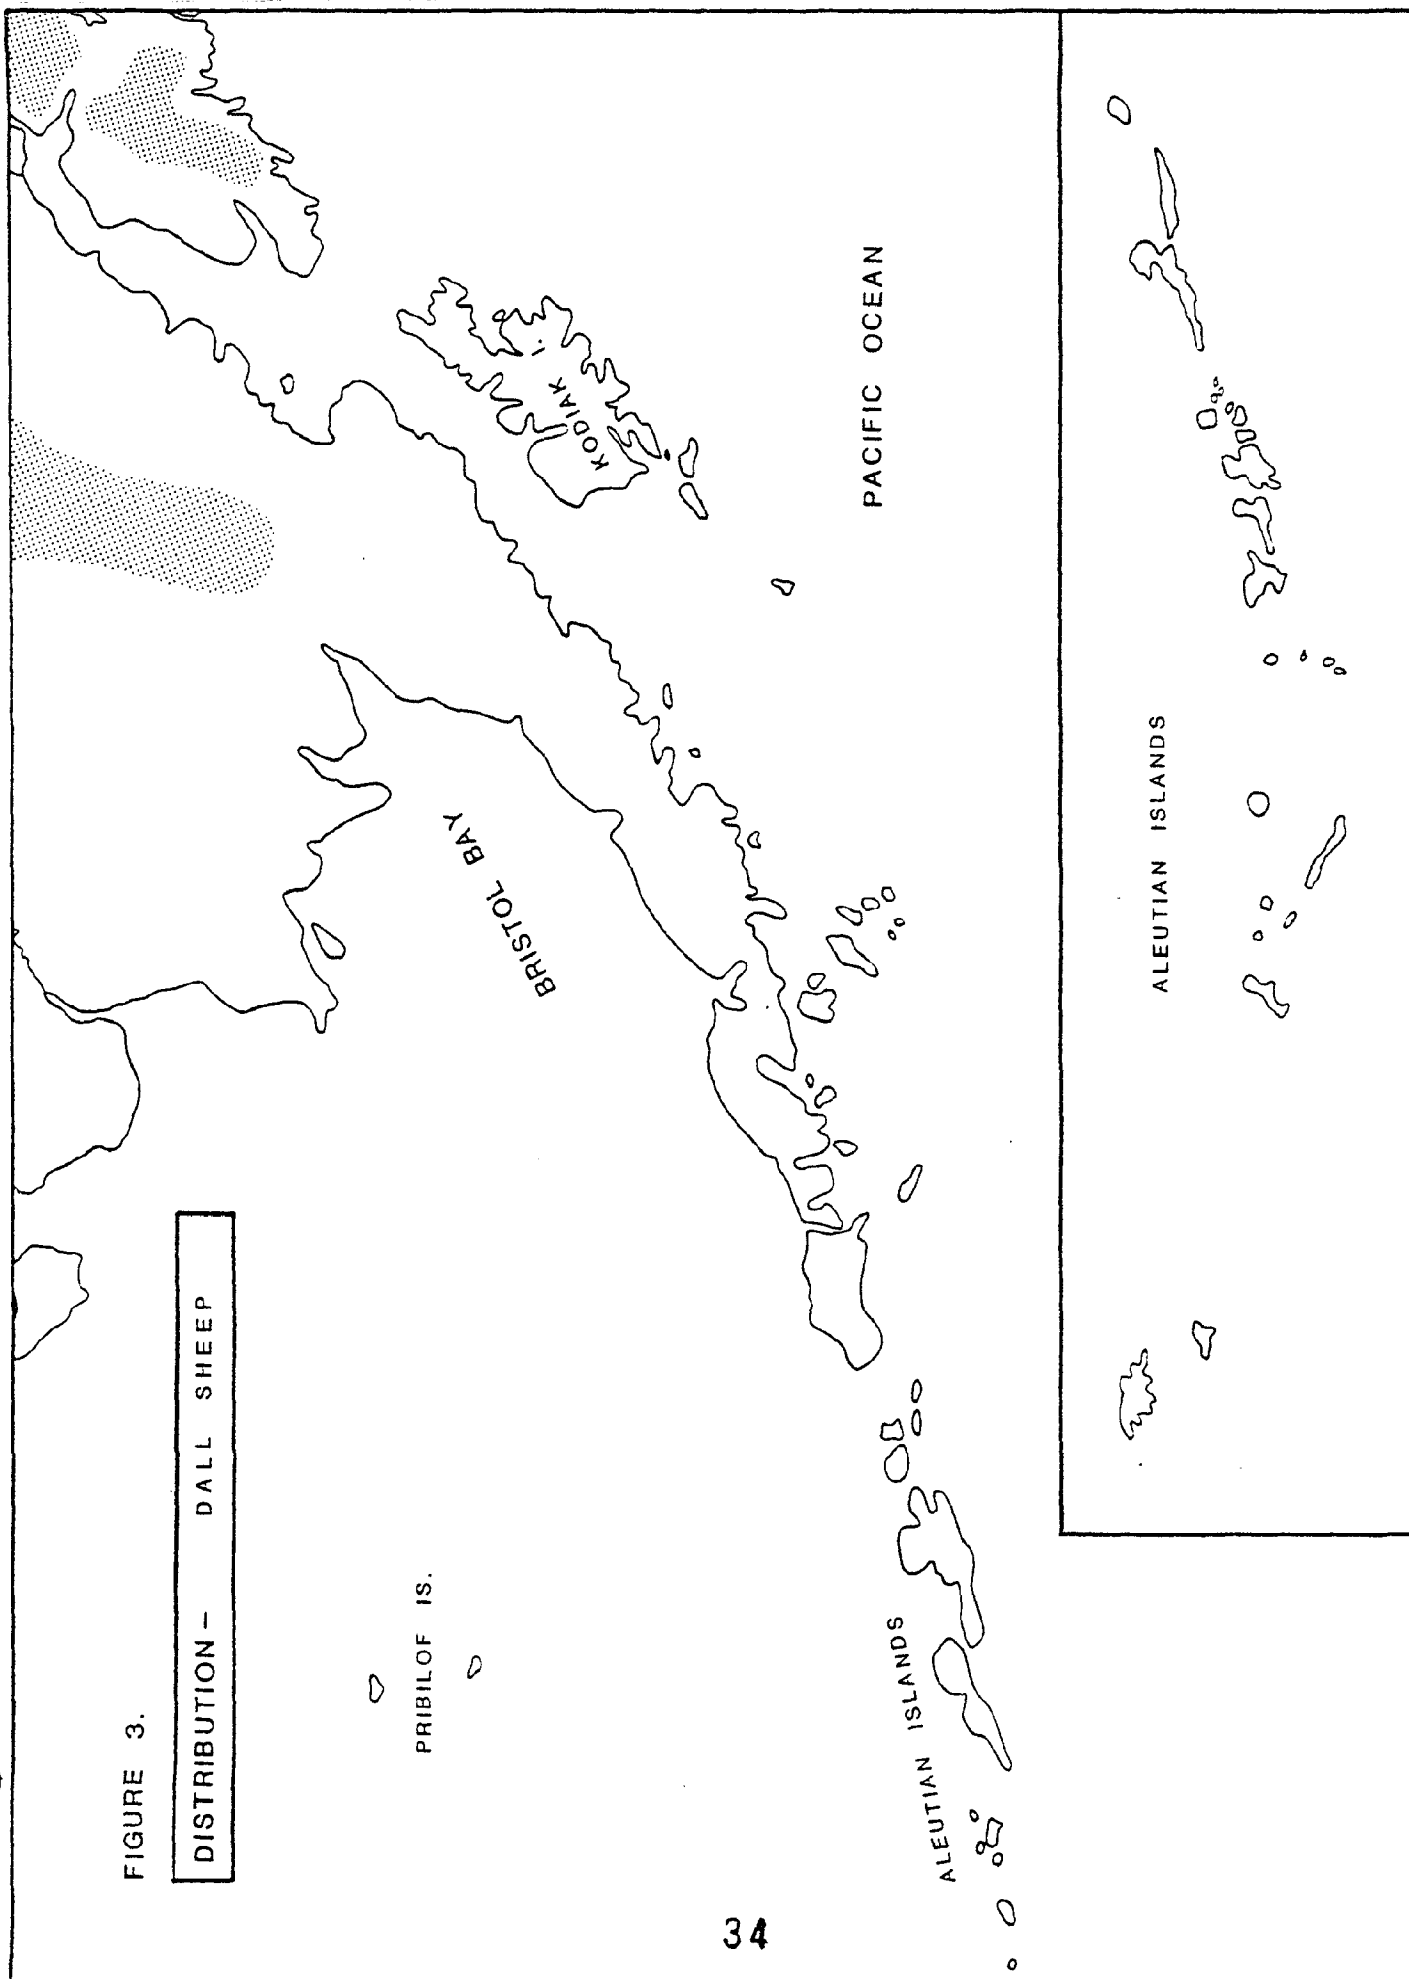 FIGURE 3.
DISTRIBUTION – DALL SHEEP
PRIBILOF IS.
BRISTOL BAY
KODIAK I.
PACIFIC OCEAN
ALEUTIAN ISLANDS
ALEUTIAN ISLANDS
34